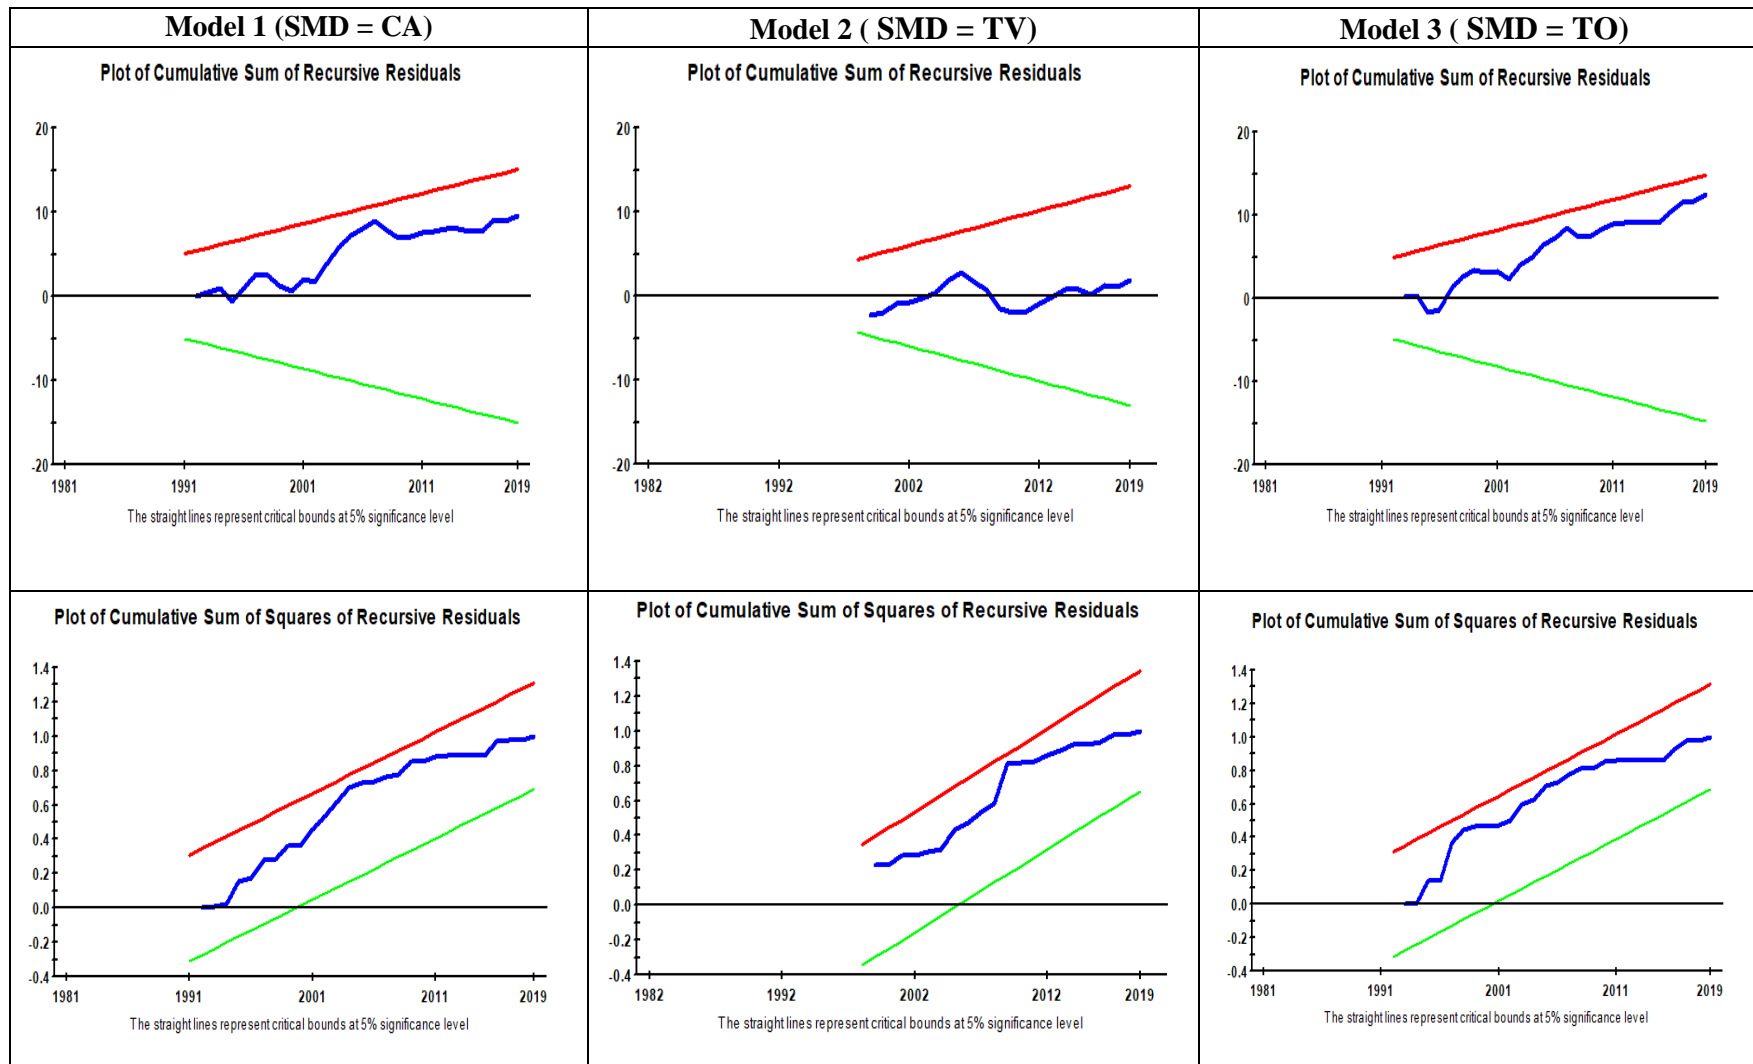 Model 1 (SMD = CA)
Model 2 ( SMD = TV)
Model 3 ( SMD = TO)
Plot of Cumulative Sum of Recursive Residuals
20
10
0
-10
-20
1981 1991 2001 2011 2019
The straight lines represent critical bounds at 5% significance level
Plot of Cumulative Sum of Recursive Residuals
20
10
0
-10
-20
1982 1992 2002 2012 2019
The straight lines represent critical bounds at 5% significance level
Plot of Cumulative Sum of Recursive Residuals
20
10
0
-10
-20
1981 1991 2001 2011 2019
The straight lines represent critical bounds at 5% significance level
Plot of Cumulative Sum of Squares of Recursive Residuals
1.4
1.2
1.0
0.8
0.6
0.4
0.2
0.0
-0.2
-0.4
1981 1991 2001 2011 2019
The straight lines represent critical bounds at 5% significance level
Plot of Cumulative Sum of Squares of Recursive Residuals
1.4
1.2
1.0
0.8
0.6
0.4
0.2
0.0
-0.2
-0.4
1982 1992 2002 2012 2019
The straight lines represent critical bounds at 5% significance level
Plot of Cumulative Sum of Squares of Recursive Residuals
1.4
1.2
1.0
0.8
0.6
0.4
0.2
0.0
-0.2
-0.4
1981 1991 2001 2011 2019
The straight lines represent critical bounds at 5% significance level